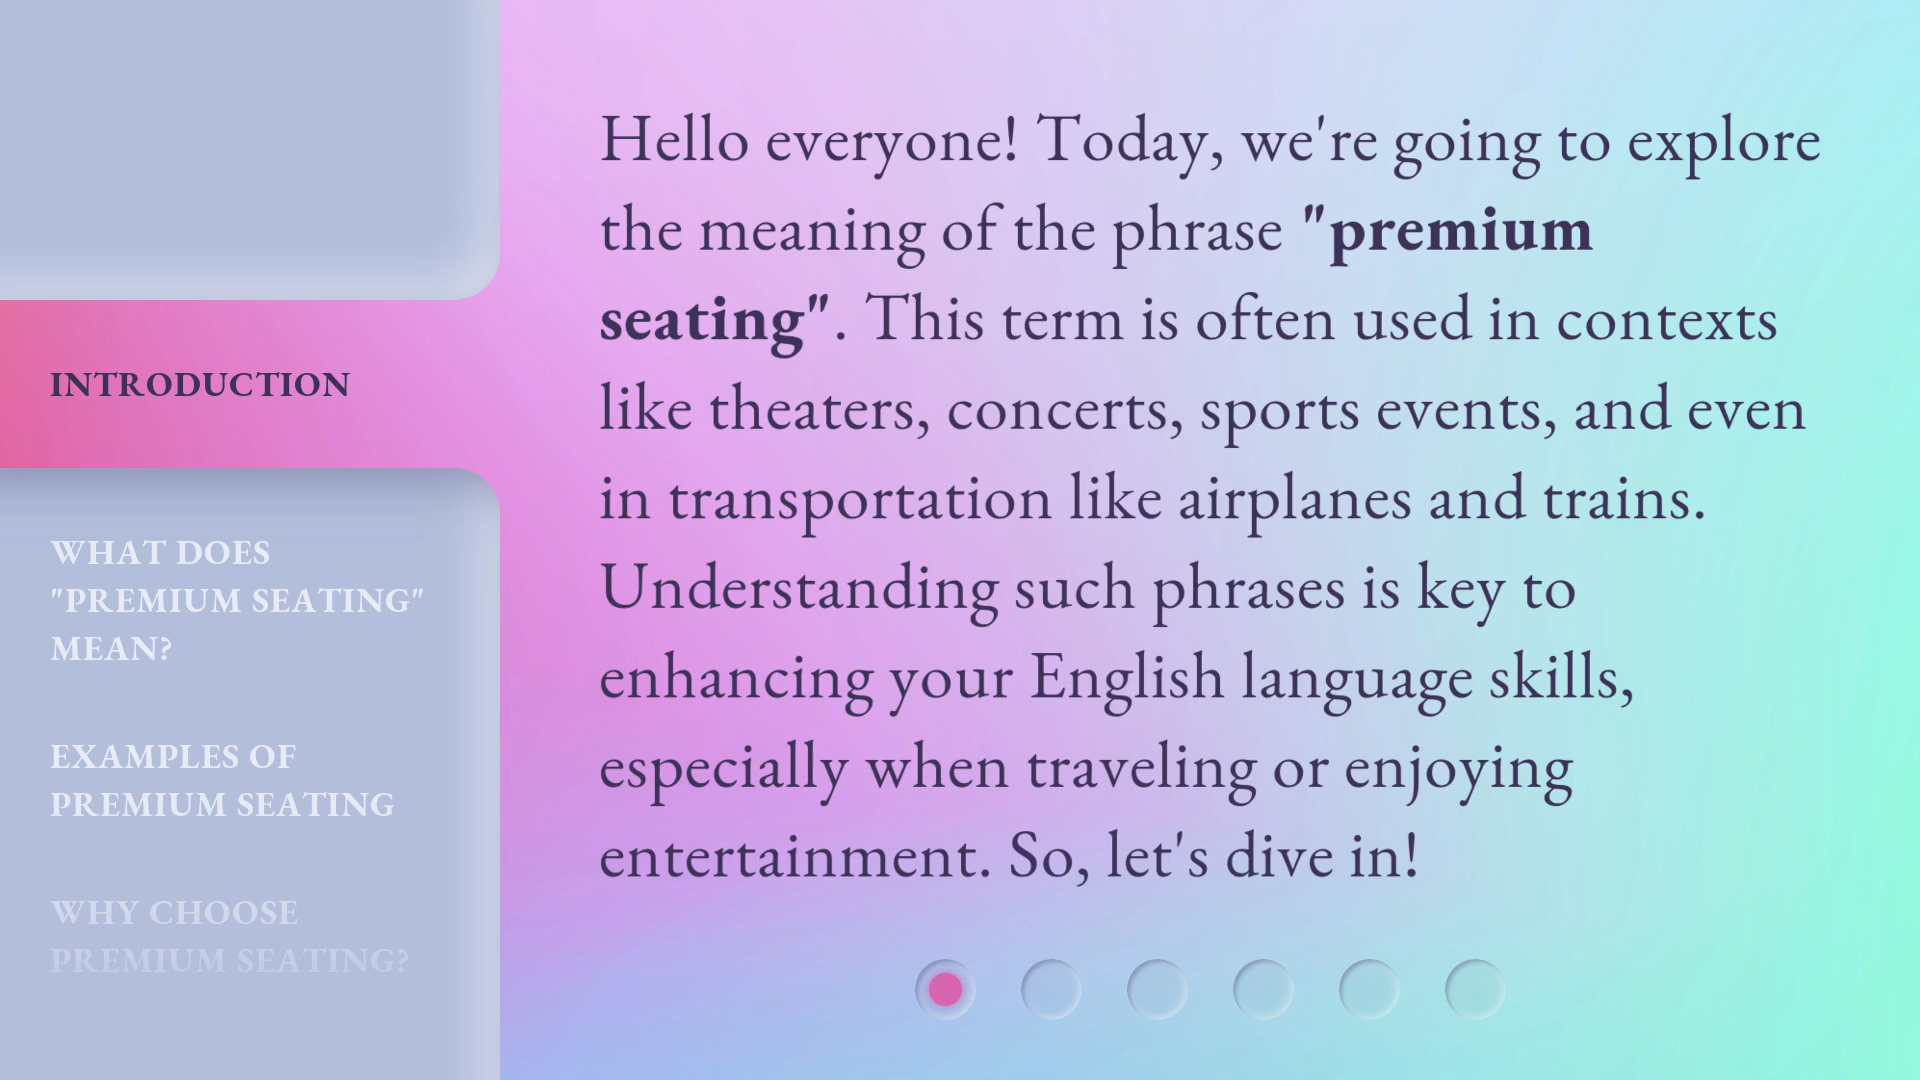 INTRODUCTION
WHAT DOES
"PREMIUM SEATING"
MEAN?
EXAMPLES OF
PREMIUM SEATING
WHY CHOOSE
PREMIUM SEATING?
Hello everyone! Today, we're going to explore
the meaning of the phrase "premium
seating". This term is often used in contexts
like theaters, concerts, sports events, and even
in transportation like airplanes and trains.
Understanding such phrases is key to
enhancing your English language skills,
especially when traveling or enjoying
entertainment. So, let's dive in!